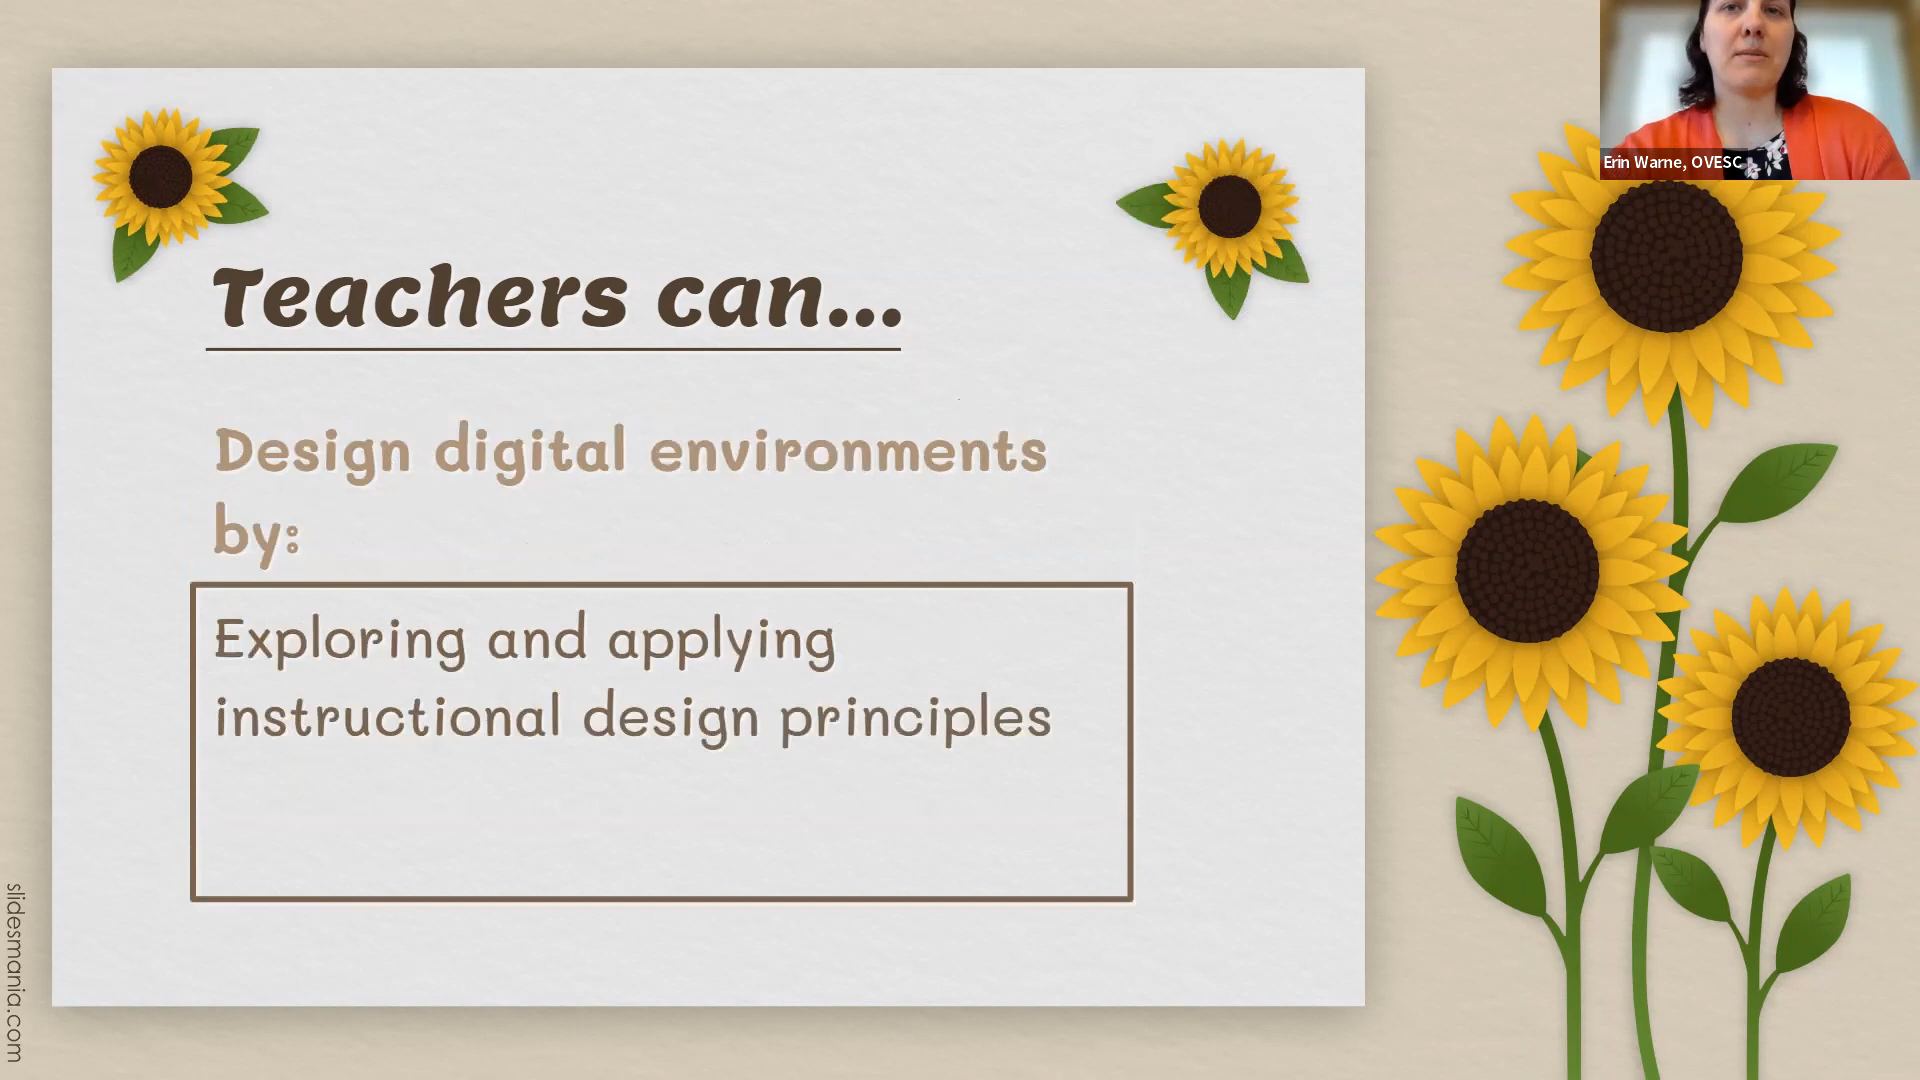 Teachers can...
Design digital environments
by:
Exploring and applying
instructional design principles
Erin Warne, OVESC
slidesmania.com